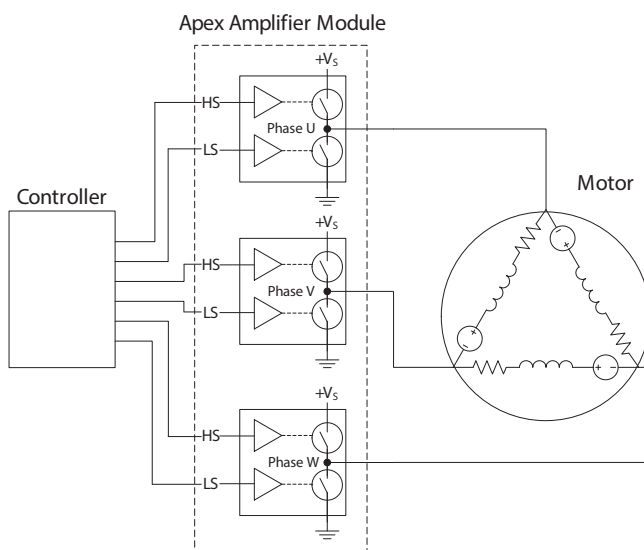 Apex Amplifier Module
+VS
HS
Phase U
LS
Controller
Motor
+VS
HS
Phase V
LS
+VS
HS
Phase W
LS
- +
+ -
+ -